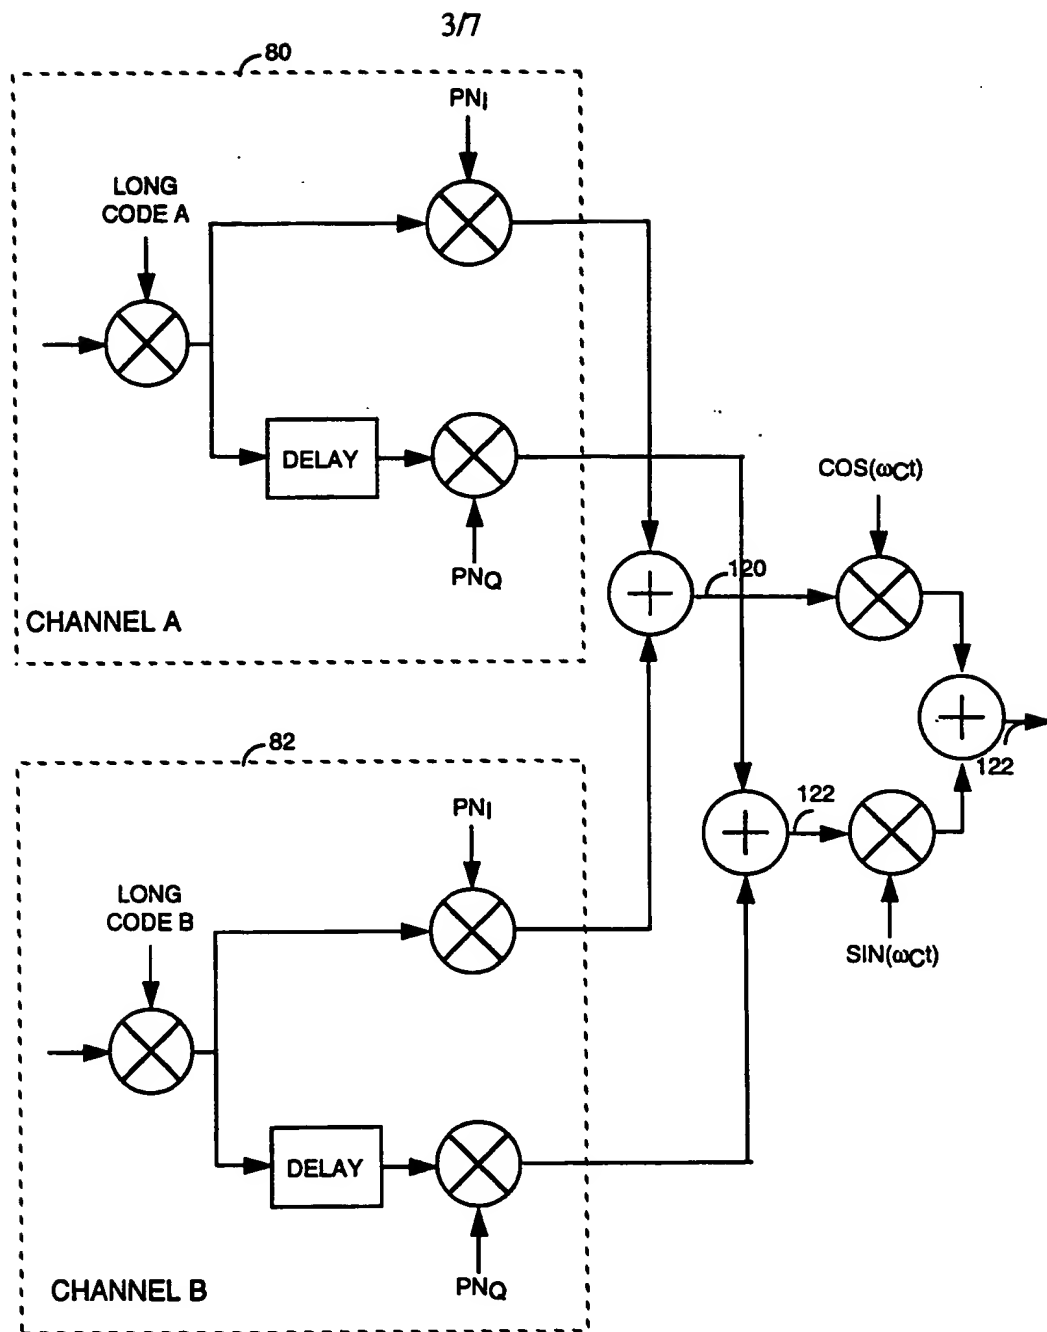 3/7
80
PNI
LONG
CODE A
DELAY
PNQ
CHANNEL A
COS(ωCt)
120
122
122
SIN(ωCt)
82
PNI
LONG
CODE B
DELAY
PNQ
CHANNEL B